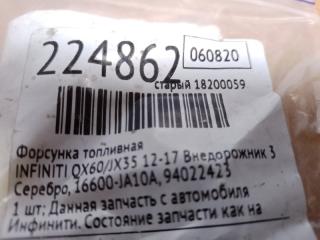 224862
060820
старый 18200059
Форсунка топливная
INFINITI QX60/JX35 12-17 Внедорожник 3
Серебро, 16600-JA10A, 94022423
1 шт; Данная запчасть с автомобиля
Инфинити. Состояние запчасти как на